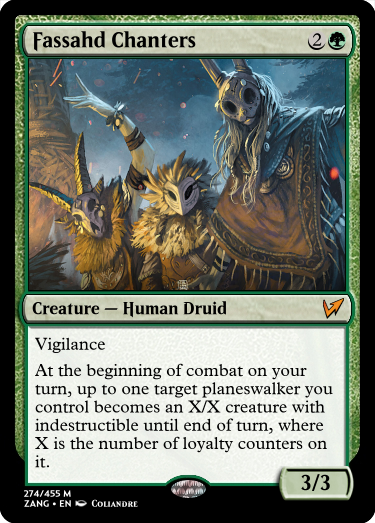 Fassahd Chanters 2
Creature — Human Druid
Vigilance
At the beginning of combat on your
turn, up to one target planeswalker you
control becomes an X/X creature with
indestructible until end of turn, where
X is the number of loyalty counters on
it.
3/3
274/455 M
ZANG • EN Coliandre